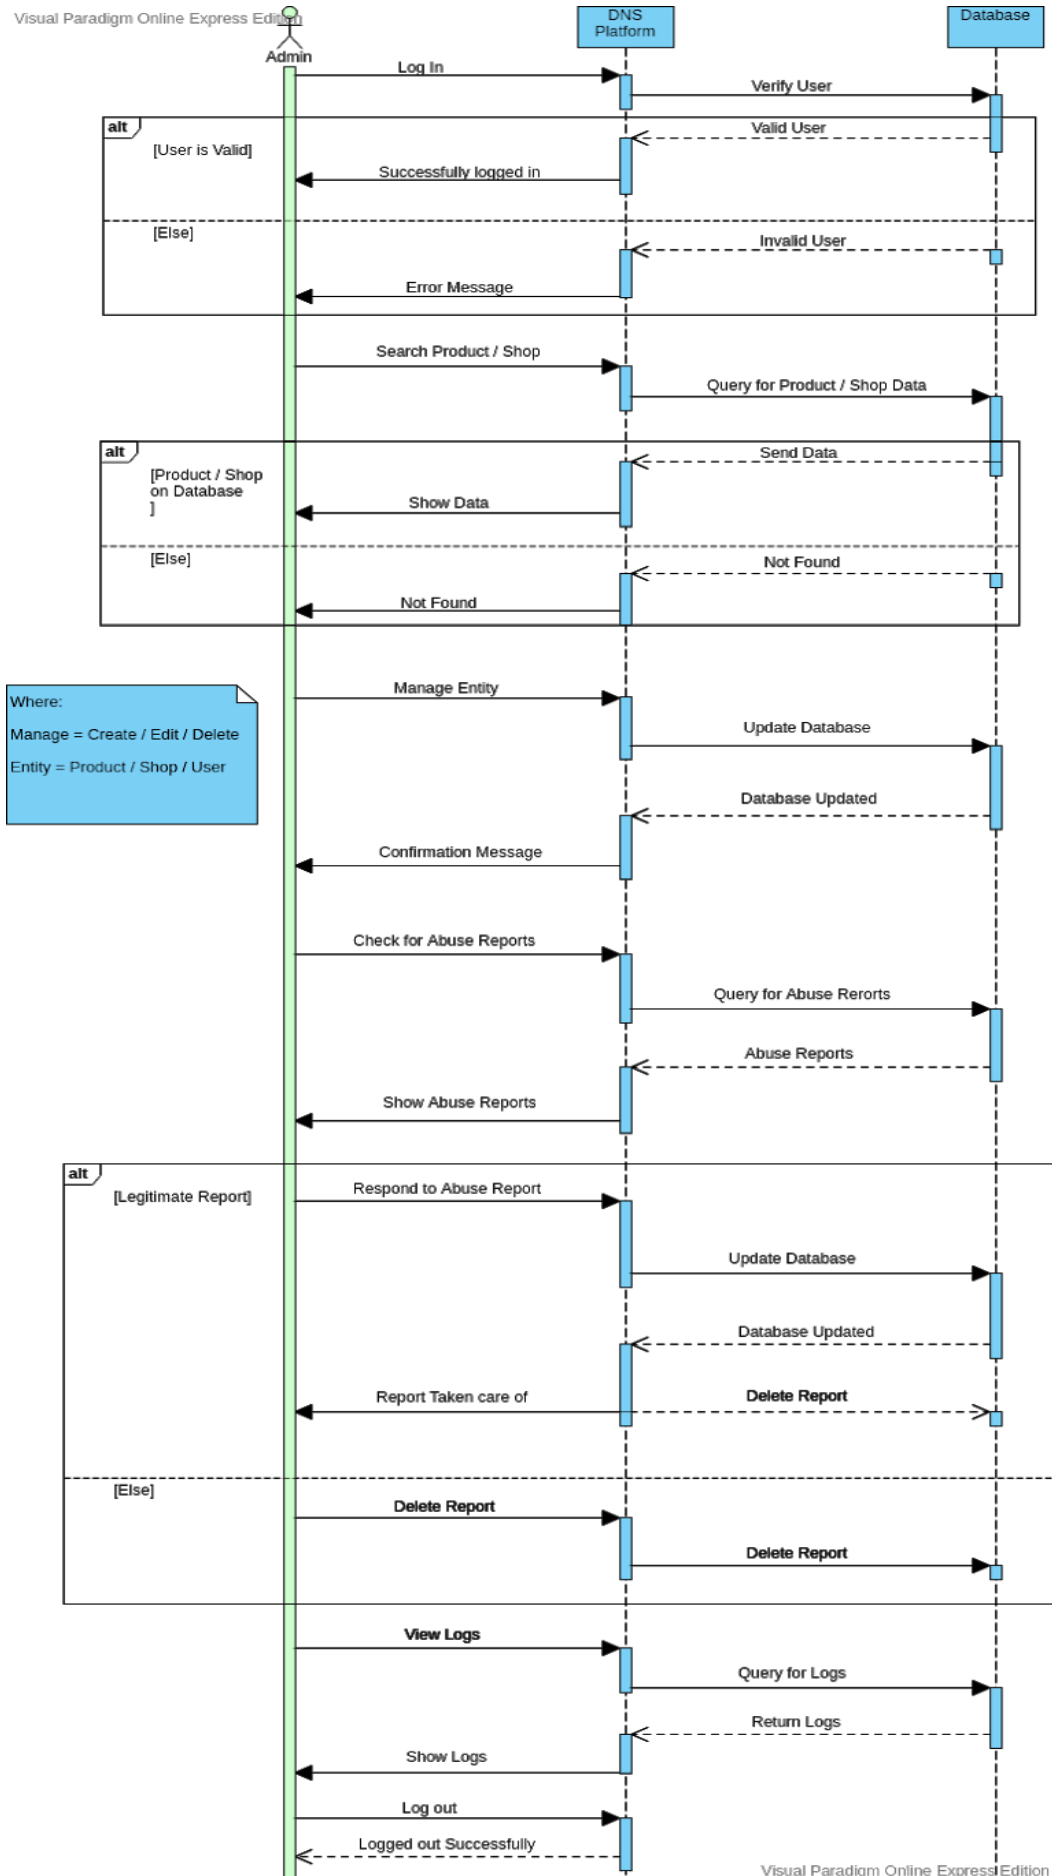 Visual Paradigm Online Express Edition
DNS
Platform
Database
Admin
Log In
Verify User
alt
Valid User
[User is Valid]
Successfully logged in
[Else]
Invalid User
Error Message
Search Product / Shop
Query for Product / Shop Data
alt
Send Data
[Product / Shop
on Database
]
Show Data
[Else]
Not Found
Not Found
Manage Entity
Where:
Manage = Create / Edit / Delete
Entity = Product / Shop / User
Update Database
Database Updated
Confirmation Message
Check for Abuse Reports
Query for Abuse Rerorts
Abuse Reports
Show Abuse Reports
alt
[Legitimate Report]
Respond to Abuse Report
Update Database
Database Updated
Report Taken care of
Delete Report
[Else]
Delete Report
Delete Report
View Logs
Query for Logs
Return Logs
Show Logs
Log out
Logged out Successfully
Visual Paradigm Online Express Edition